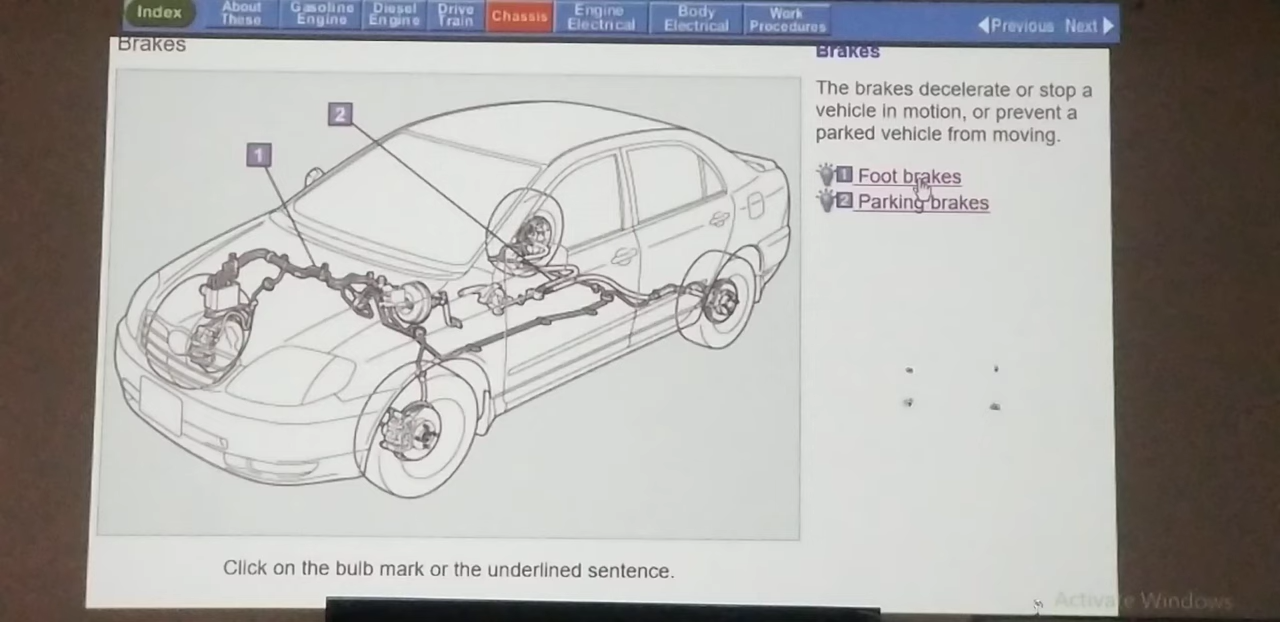 Index
About
These
Gasoline
Engine
Diesel
Engine
Drive
Train
Chassis
Engine
Electrical
Body
Electrical
Work
Procedures
Previous Next
Brakes
Brakes
The brakes decelerate or stop a
vehicle in motion, or prevent a
parked vehicle from moving.
1 Foot brakes
2 Parking brakes
2
1
Click on the bulb mark or the underlined sentence.
Activate Windows